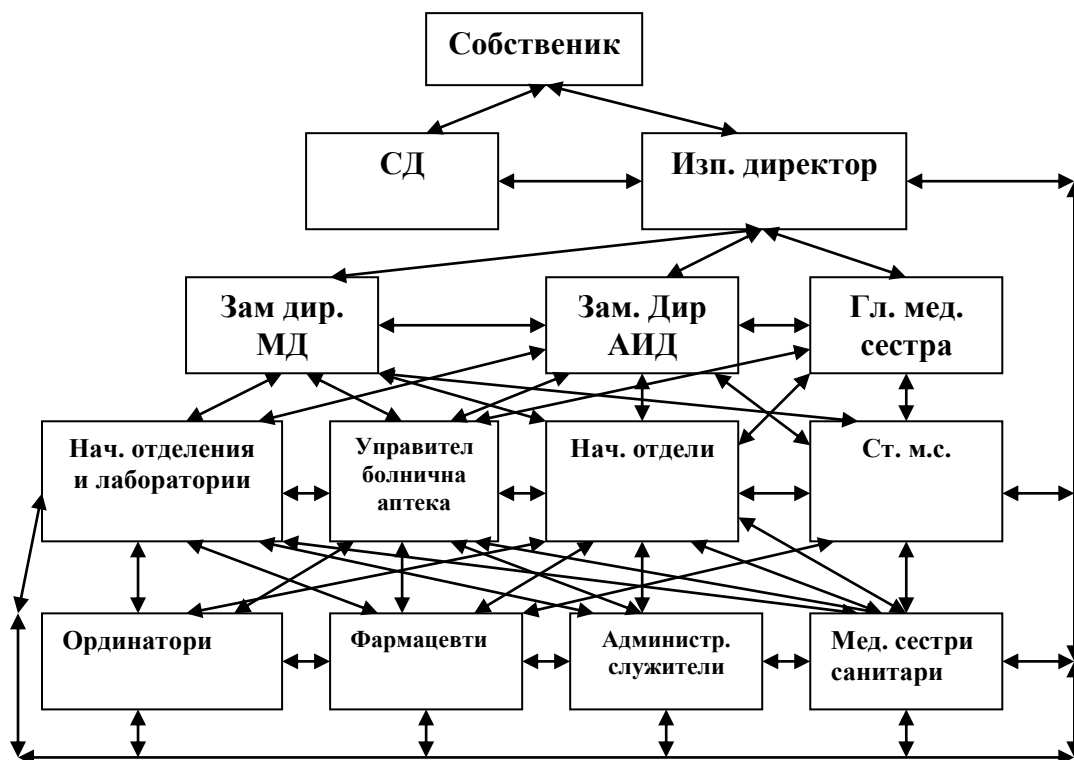 Собственик
СД
Изп. директор
Зам дир.
МД
Зам. Дир
АИД
Гл. мед.
сестра
Нач. отделения
и лаборатории
Управител
болнична
аптека
Нач. отдели
Ст. м.с.
Ординатори
Фармацевти
Администр.
служители
Мед. сестри
санитари